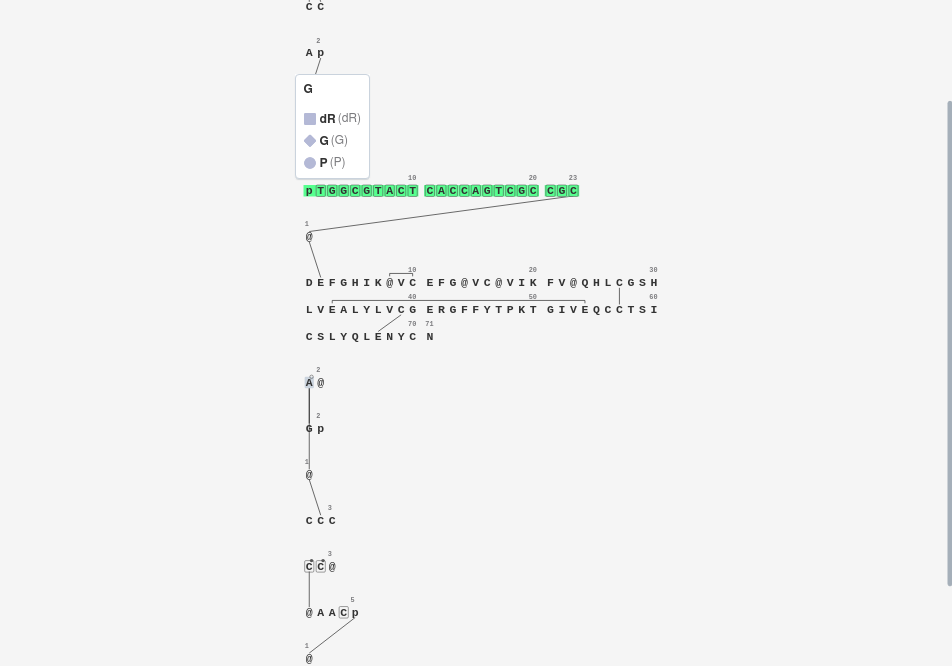 C C
2
A p
G
dR (dR)
G (G)
P (P)
10 20 23
p T G G C G T A C T C A C C A G T C G C C G C
1
@
10 20 30
D E F G H I K @ V C E F G @ V C @ V I K F V @ Q H L C G S H
40 50 60
L V E A L Y L V C G E R G F F Y T P K T G I V E Q C C T S I
70 71
C S L Y Q L E N Y C N
2
A @
2
G p
1
@
3
C C C
3
C C @
5
@ A A C p
1
@